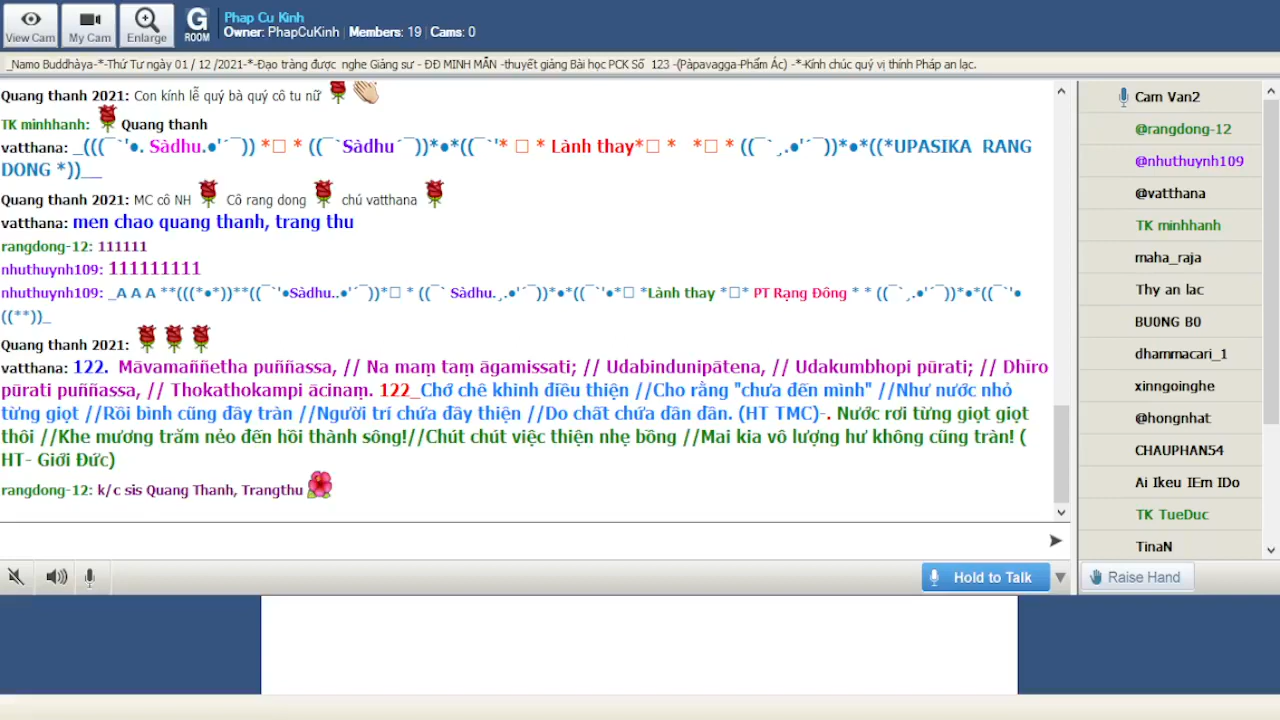 View Cam
My Cam
Enlarge
G ROOM
Phap Cu Kinh
Owner: PhapCuKinh | Members: 19 | Cams: 0
_Namo Buddhàya-*-Thứ Tư ngày 01 / 12 /2021-*-Đạo tràng được nghe Giảng sư - ĐĐ MINH MẪN -thuyết giảng Bài học PCK Số 123 -(Pàpavagga-Phẩm Ác) -*-Kính chúc quý vị thính Pháp an lạc.
Quang thanh 2021: Con kính lễ quý bà quý cô tu nữ
TK minhhanh: Quang thanh
vatthana: _(((¯`'●. Sàdhu.●'´¯)) *□ * ((¯`Sàdhu´¯))*●*((¯`'* □ * Lành thay*□ * *□ * ((¯`¸.●'´¯))*●*((*UPASIKA RANG
DONG *))__
Quang thanh 2021: MC cô NH Cô rang dong chú vatthana
vatthana: men chao quang thanh, trang thu
rangdong-12: 111111
nhuthuynh109: 111111111
nhuthuynh109: _A A A **(((*●*))**((¯`'●Sàdhu..●'´¯))*□ * ((¯` Sàdhu.¸.●'´¯))*●*((¯`'●*□ *Lành thay *□* PT Rạng Đông * * ((¯`¸.●'´¯))*●*((¯`'●
((**))_
Quang thanh 2021:
vatthana: 122. Māvamaññetha puññassa, // Na maṃ taṃ āgamissati; // Udabindunipātena, // Udakumbhopi pūrati; // Dhīro
pūrati puññassa, // Thokathokampi ācinaṃ. 122_Chớ chê khinh điều thiện //Cho rằng "chưa đến mình" //Như nước nhỏ
từng giọt //Rồi bình cũng đầy tràn //Người trí chứa đầy thiện //Do chất chứa dần dần. (HT TMC)-. Nước rơi từng giọt giọt
thôi //Khe mương trăm nẻo đến hồi thành sông!//Chút chút việc thiện nhẹ bồng //Mai kia vô lượng hư không cũng tràn! (
HT- Giới Đức)
rangdong-12: k/c sis Quang Thanh, Trangthu
Hold to Talk
Cam Van2
@rangdong-12
@nhuthuynh109
@vatthana
TK minhhanh
maha_raja
Thy an lac
BU0NG B0
dhammacari_1
xinngoinghe
@hongnhat
CHAUPHAN54
Ai Ikeu IEm IDo
TK TueDuc
TinaN
Raise Hand